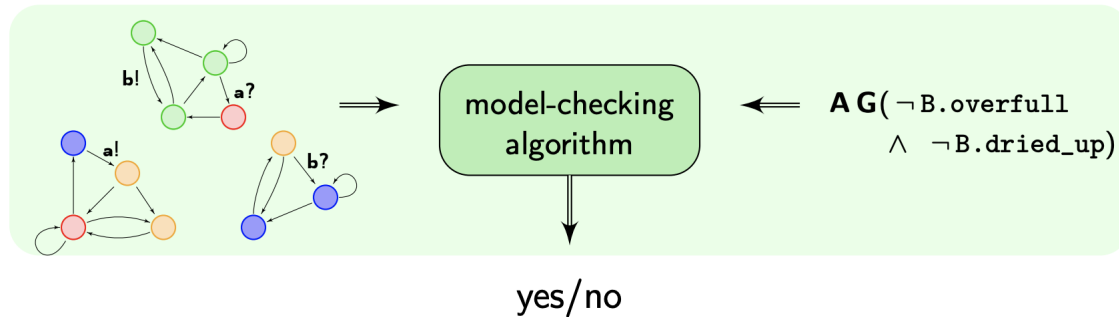 b!
a?
a!
b?
model-checking
algorithm
A G(¬ B.overfull
∧ ¬ B.dried_up)
yes/no